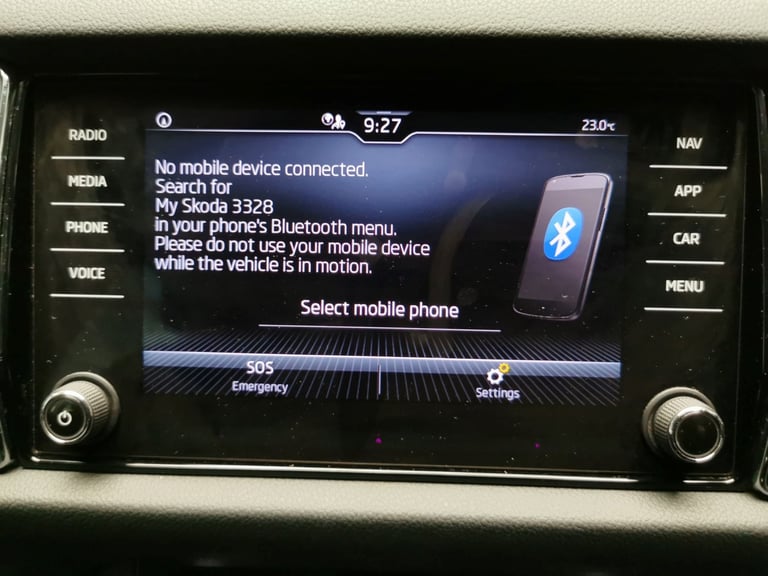 RADIO
MEDIA
PHONE
VOICE
9:27
23.0°C
No mobile device connected.
Search for
My Skoda 3328
in your phone's Bluetooth menu.
Please do not use your mobile device
while the vehicle is in motion.
Select mobile phone
SOS
Emergency
Settings
NAV
APP
CAR
MENU